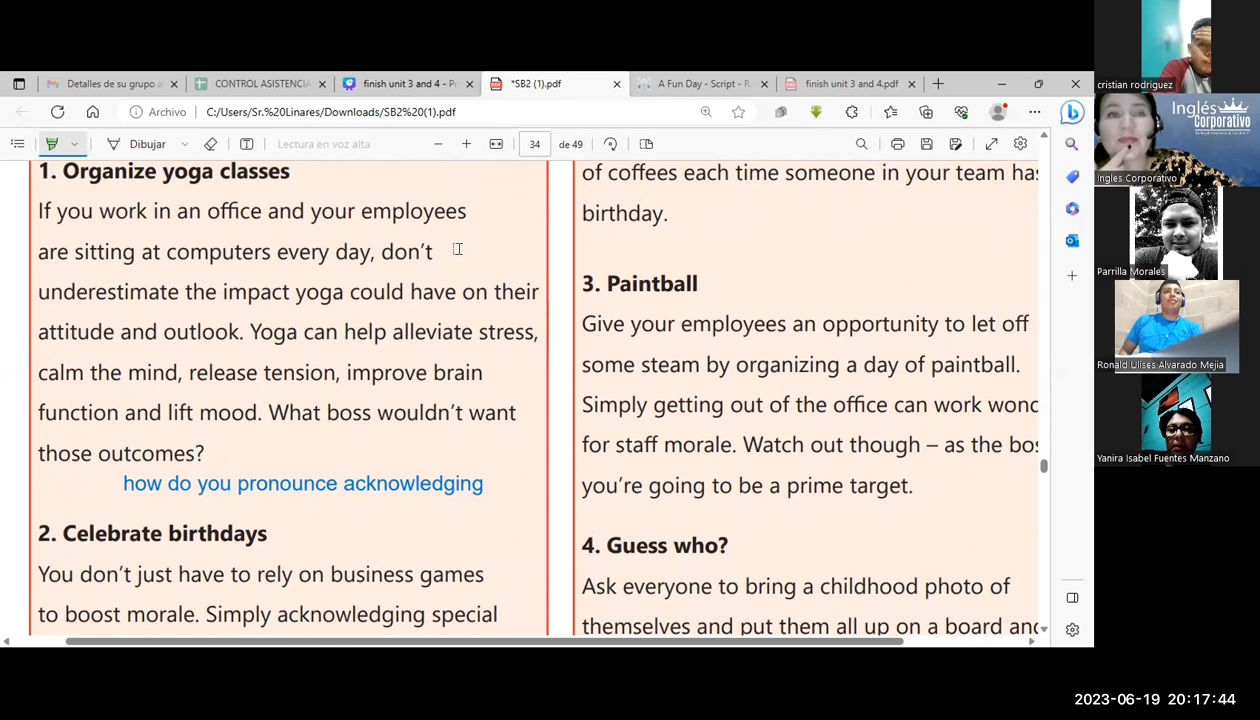 Detalles de su grupo a
CONTROL ASISTENCIA
finish unit 3 and 4 - Pr
*SB2 (1).pdf
A Fun Day - Script - R
finish unit 3 and 4.pdf
Archivo
C:/Users/Sr.%20Linares/Downloads/SB2%20(1).pdf
Dibujar
Lectura en voz alta
34
de 49
1. Organize yoga classes
If you work in an office and your employees
are sitting at computers every day, don't
underestimate the impact yoga could have on their
attitude and outlook. Yoga can help alleviate stress,
calm the mind, release tension, improve brain
function and lift mood. What boss wouldn't want
those outcomes?
how do you pronounce acknowledging
2. Celebrate birthdays
You don't just have to rely on business games
to boost morale. Simply acknowledging special
of coffees each time someone in your team has
birthday.
3. Paintball
Give your employees an opportunity to let off
some steam by organizing a day of paintball.
Simply getting out of the office can work wond
for staff morale. Watch out though – as the bos
you're going to be a prime target.
4. Guess who?
Ask everyone to bring a childhood photo of
themselves and put them all up on a board and
cristian rodriguez
Inglés
Corporativo
Ingles Corporativo
Parrilla Morales
Ronald Ulises Alvarado Mejia
Yanira Isabel Fuentes Manzano
2023-06-19 20:17:44